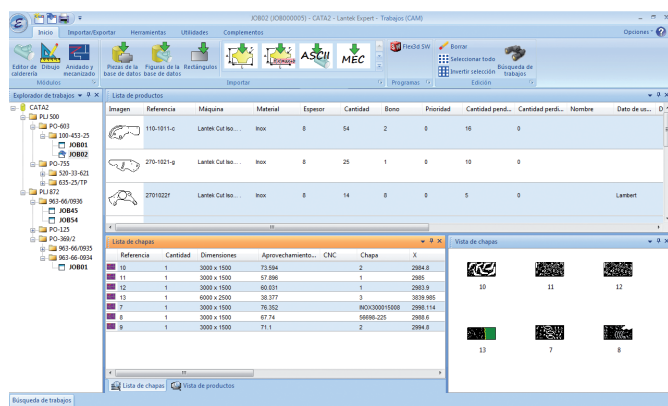 JOB02 (JOB000005) - CATA2 - Lantek Expert - Trabajos (CAM)
Inicio Importar/Exportar Herramientas Utilidades Complementos Opciones
Editor de calderería Dibujo Anidado y mecanizado
Módulos
Piezas de la base de datos Figuras de la base de datos Rectángulos ASCII MEC
Importar
Flex3d SW
Programas
Borrar
Seleccionar todo
Invertir selección
Búsqueda de trabajos
Edición
Explorador de trabajos
CATA2
PLJ 500
PO-603
100-453-25
JOB01
JOB02
PO-755
520-33-621
635-25/TP
PLJ 872
963-66/0936
JOB45
JOB54
PO-125
PO-369/2
963-66/0935
963-66-0934
JOB01
Lista de productos
Imagen Referencia Máquina Material Espesor Cantidad Bono Prioridad Cantidad pend... Cantidad perdi... Nombre Dato de us... D
110-1011-c Lantek Cut Iso... Inox 8 54 2 0 16 0
270-1021-g Lantek Cut Iso... Inox 8 25 1 0 10 0
2701022f Lantek Cut Iso... Inox 8 14 8 0 5 0 Lambert
Lista de chapas
Referencia Cantidad Dimensiones Aprovechamiento... CNC Chapa X
10 1 3000 x 1500 73.594 2 2984.8
11 1 3000 x 1500 57.896 1 2985
12 1 3000 x 1500 60.031 1 2983.9
13 1 6000 x 2500 38.377 3 3839.985
7 1 3000 x 1500 76.352 INOX300015008 2998.114
8 1 3000 x 1500 67.74 56698-225 2988.6
9 1 3000 x 1500 71.1 2 2994.8
Lista de chapas Vista de productos
Vista de chapas
10 11 12
13 7 8
Búsqueda de trabajos